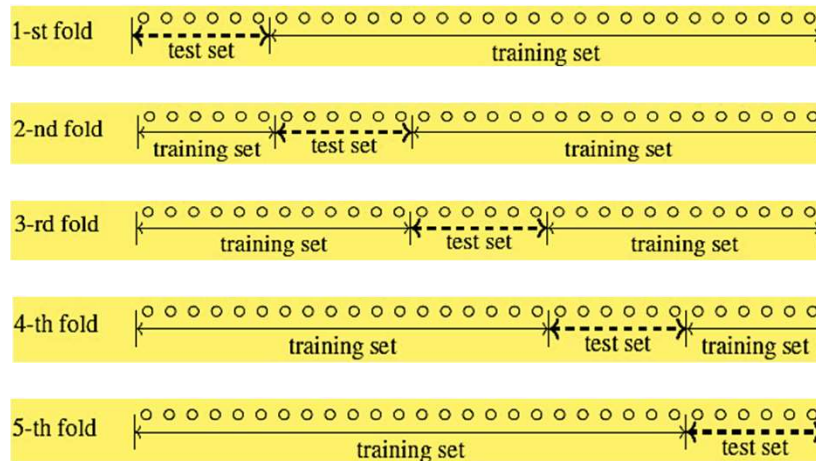 1-st fold
test set training set
2-nd fold
training set test set training set
3-rd fold
training set test set training set
4-th fold
training set test set training set
5-th fold
training set test set